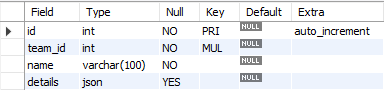 Field Type Null Key Default Extra
id int NO PRI NULL auto_increment
team_id int NO MUL NULL
name varchar(100) NO NULL
details json YES NULL